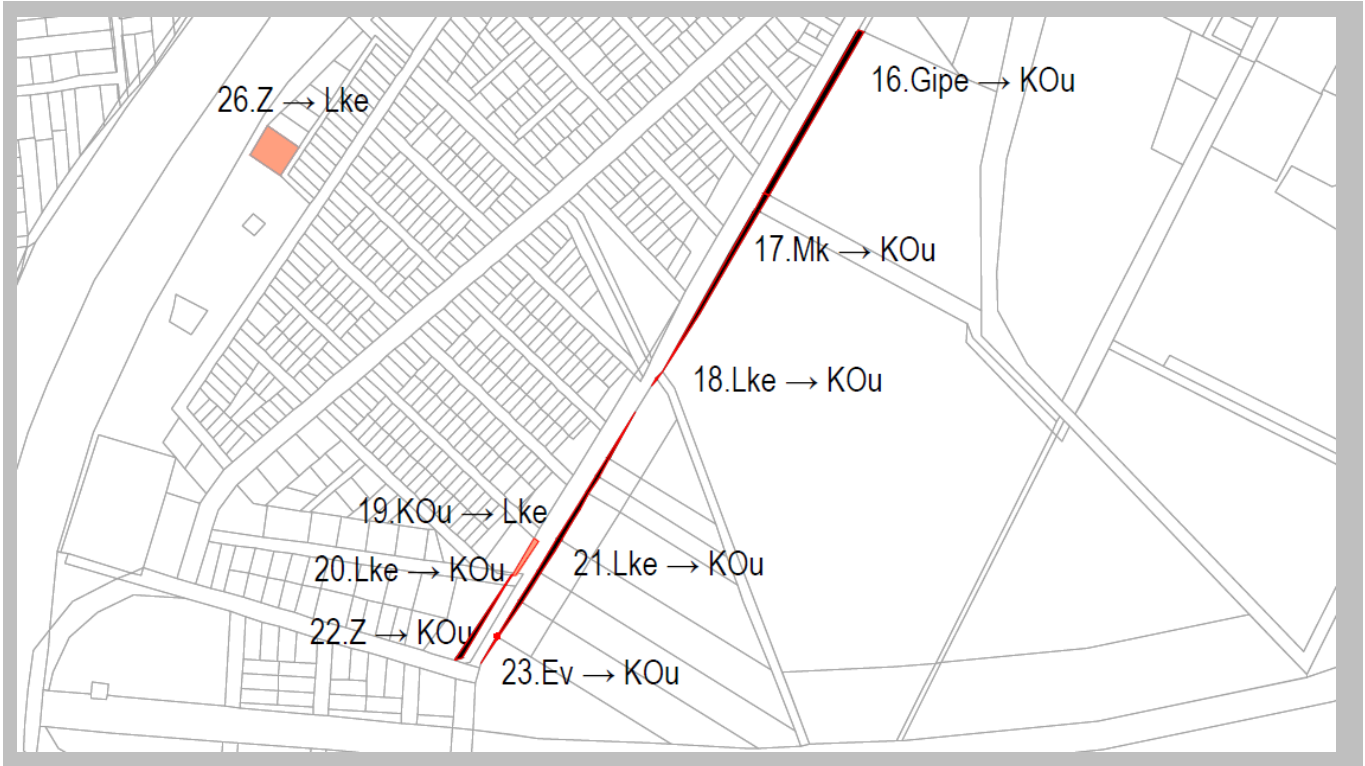 16.Gipe → KOu
26.Z → Lke
17.Mk → KOu
18.Lke → KOu
19.KOu → Lke
20.Lke → KOu
21.Lke → KOu
22.Z → KOu
23.Ev → KOu